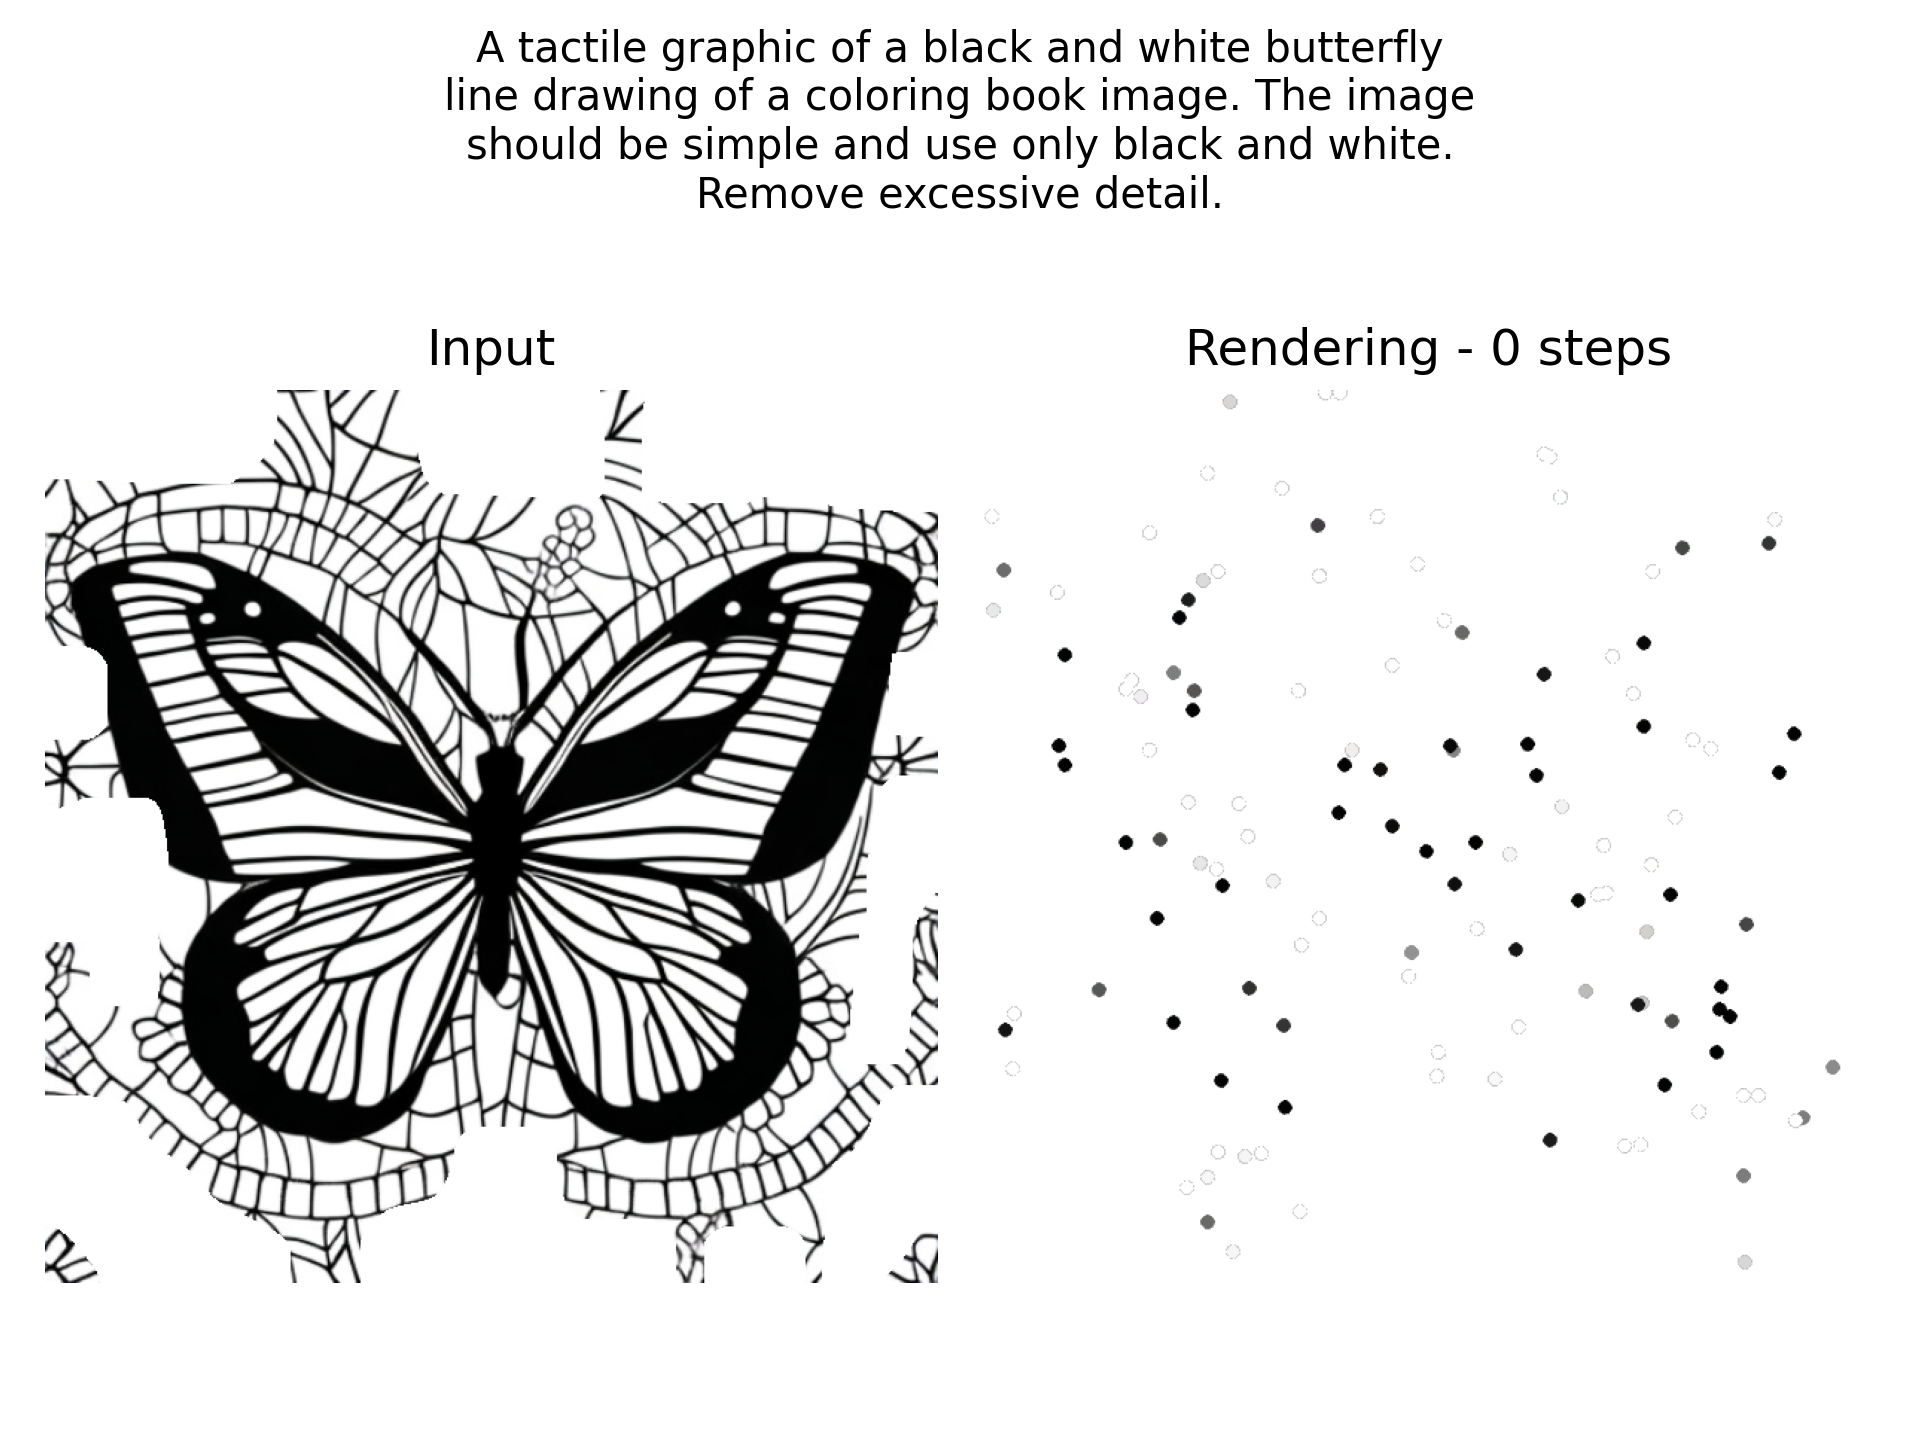 A tactile graphic of a black and white butterfly
line drawing of a coloring book image. The image
should be simple and use only black and white.
Remove excessive detail.
Input
Rendering - 0 steps